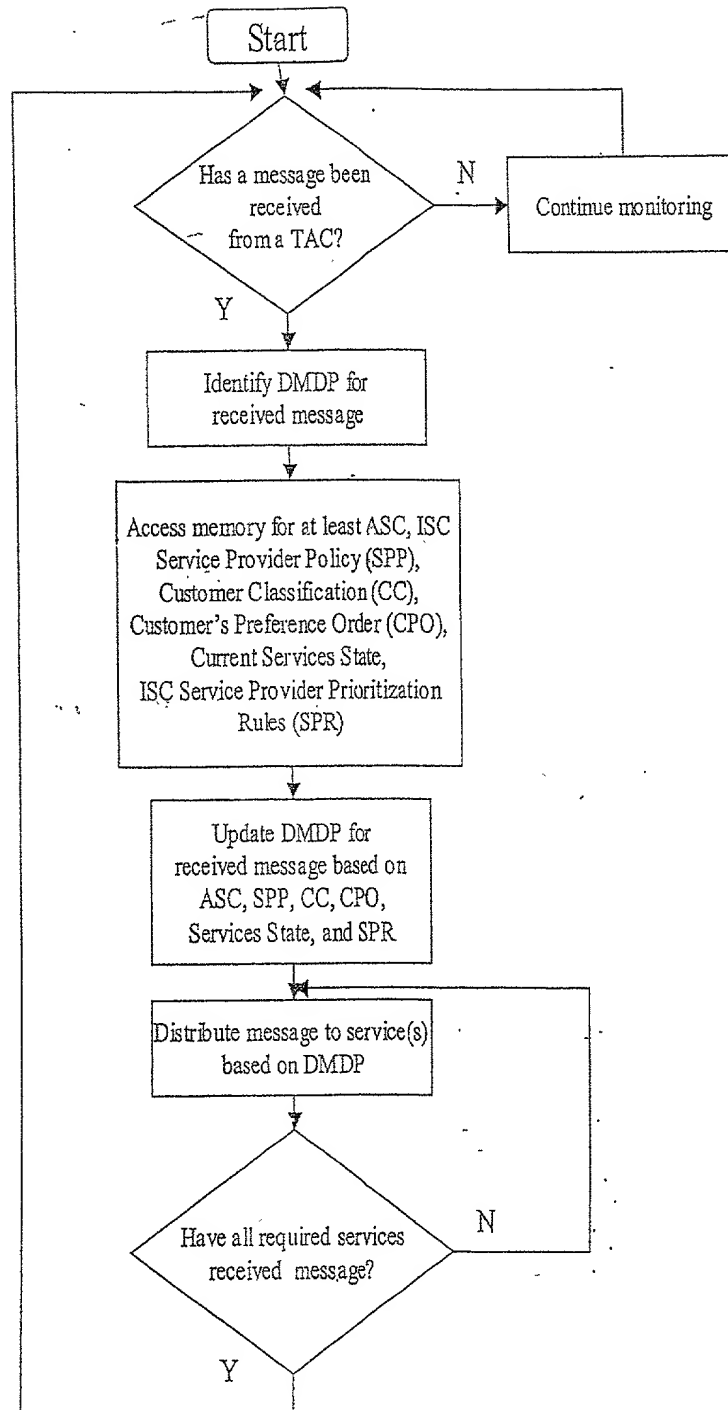 Start
Has a message been
received
from a TAC?
N
Continue monitoring
Y
Identify DMDP for
received message
Access memory for at least ASC, ISC
Service Provider Policy (SPP),
Customer Classification (CC),
Customer's Preference Order (CPO),
Current Services State,
ISC Service Provider Prioritization
Rules (SPR)
Update DMDP for
received message based on
ASC, SPP, CC, CPO,
Services State, and SPR
Distribute message to service(s)
based on DMDP
Have all required services
received message?
N
Y